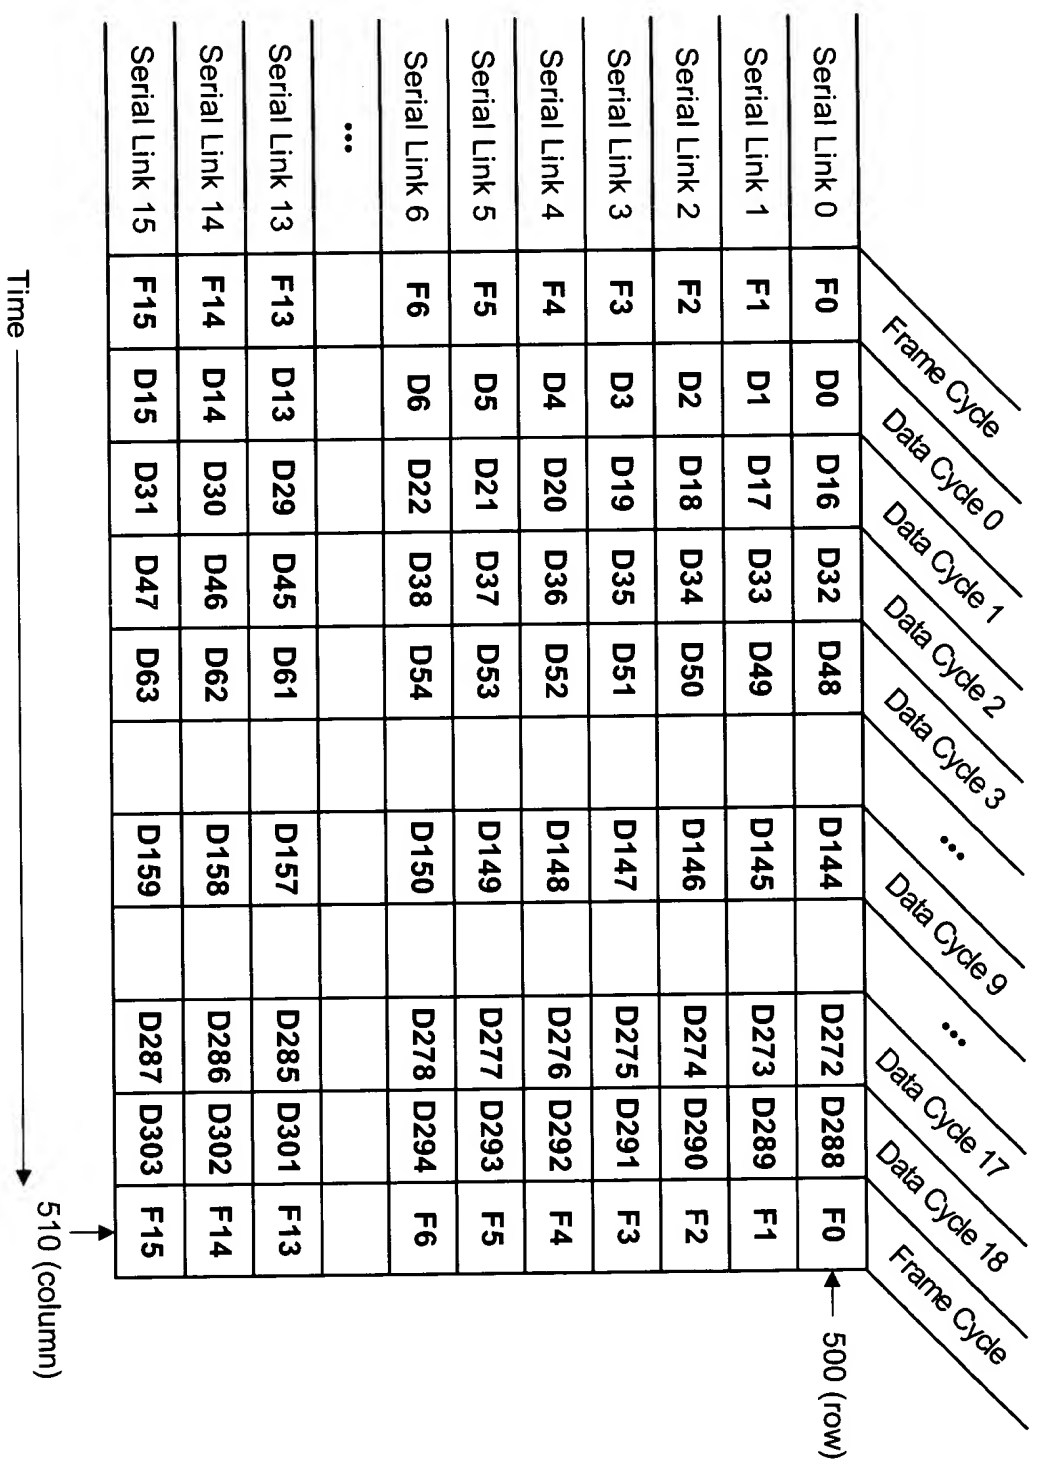 Frame Cycle Data Cycle 0 Data Cycle 1 Data Cycle 2 Data Cycle 3 ... Data Cycle 9 ... Data Cycle 17 Data Cycle 18 Frame Cycle
Serial Link 0 F0 D0 D16 D32 D48 D144 D272 D288 F0 500 (row)
Serial Link 1 F1 D1 D17 D33 D49 D145 D273 D289 F1
Serial Link 2 F2 D2 D18 D34 D50 D146 D274 D290 F2
Serial Link 3 F3 D3 D19 D35 D51 D147 D275 D291 F3
Serial Link 4 F4 D4 D20 D36 D52 D148 D276 D292 F4
Serial Link 5 F5 D5 D21 D37 D53 D149 D277 D293 F5
Serial Link 6 F6 D6 D22 D38 D54 D150 D278 D294 F6
...
Serial Link 13 F13 D13 D29 D45 D61 D157 D285 D301 F13
Serial Link 14 F14 D14 D30 D46 D62 D158 D286 D302 F14
Serial Link 15 F15 D15 D31 D47 D63 D159 D287 D303 F15
510 (column)
Time